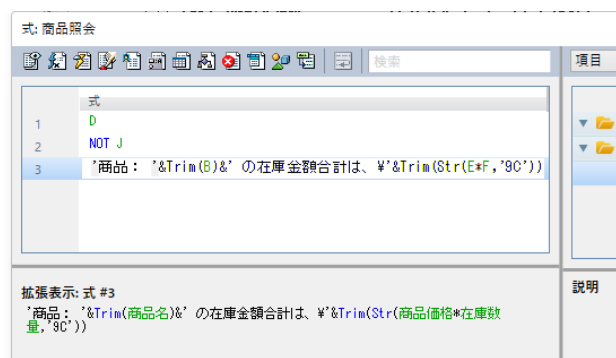 式: 商品照会
検索
項目
式
1 D
2 NOT J
3 '商品： '&Trim(B)&' の在庫金額合計は、¥'&Trim(Str(E*F,'9C'))
拡張表示: 式 #3
'商品： '&Trim(商品名)&' の在庫金額合計は、¥'&Trim(Str(商品価格*在庫数
量,'9C'))
説明